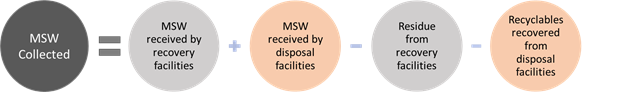 MSW
Collected
=
MSW
received by
recovery
facilities
+
MSW
received by
disposal
facilities
-
Residue
from
recovery
facilities
-
Recyclables
recovered
from
disposal
facilities